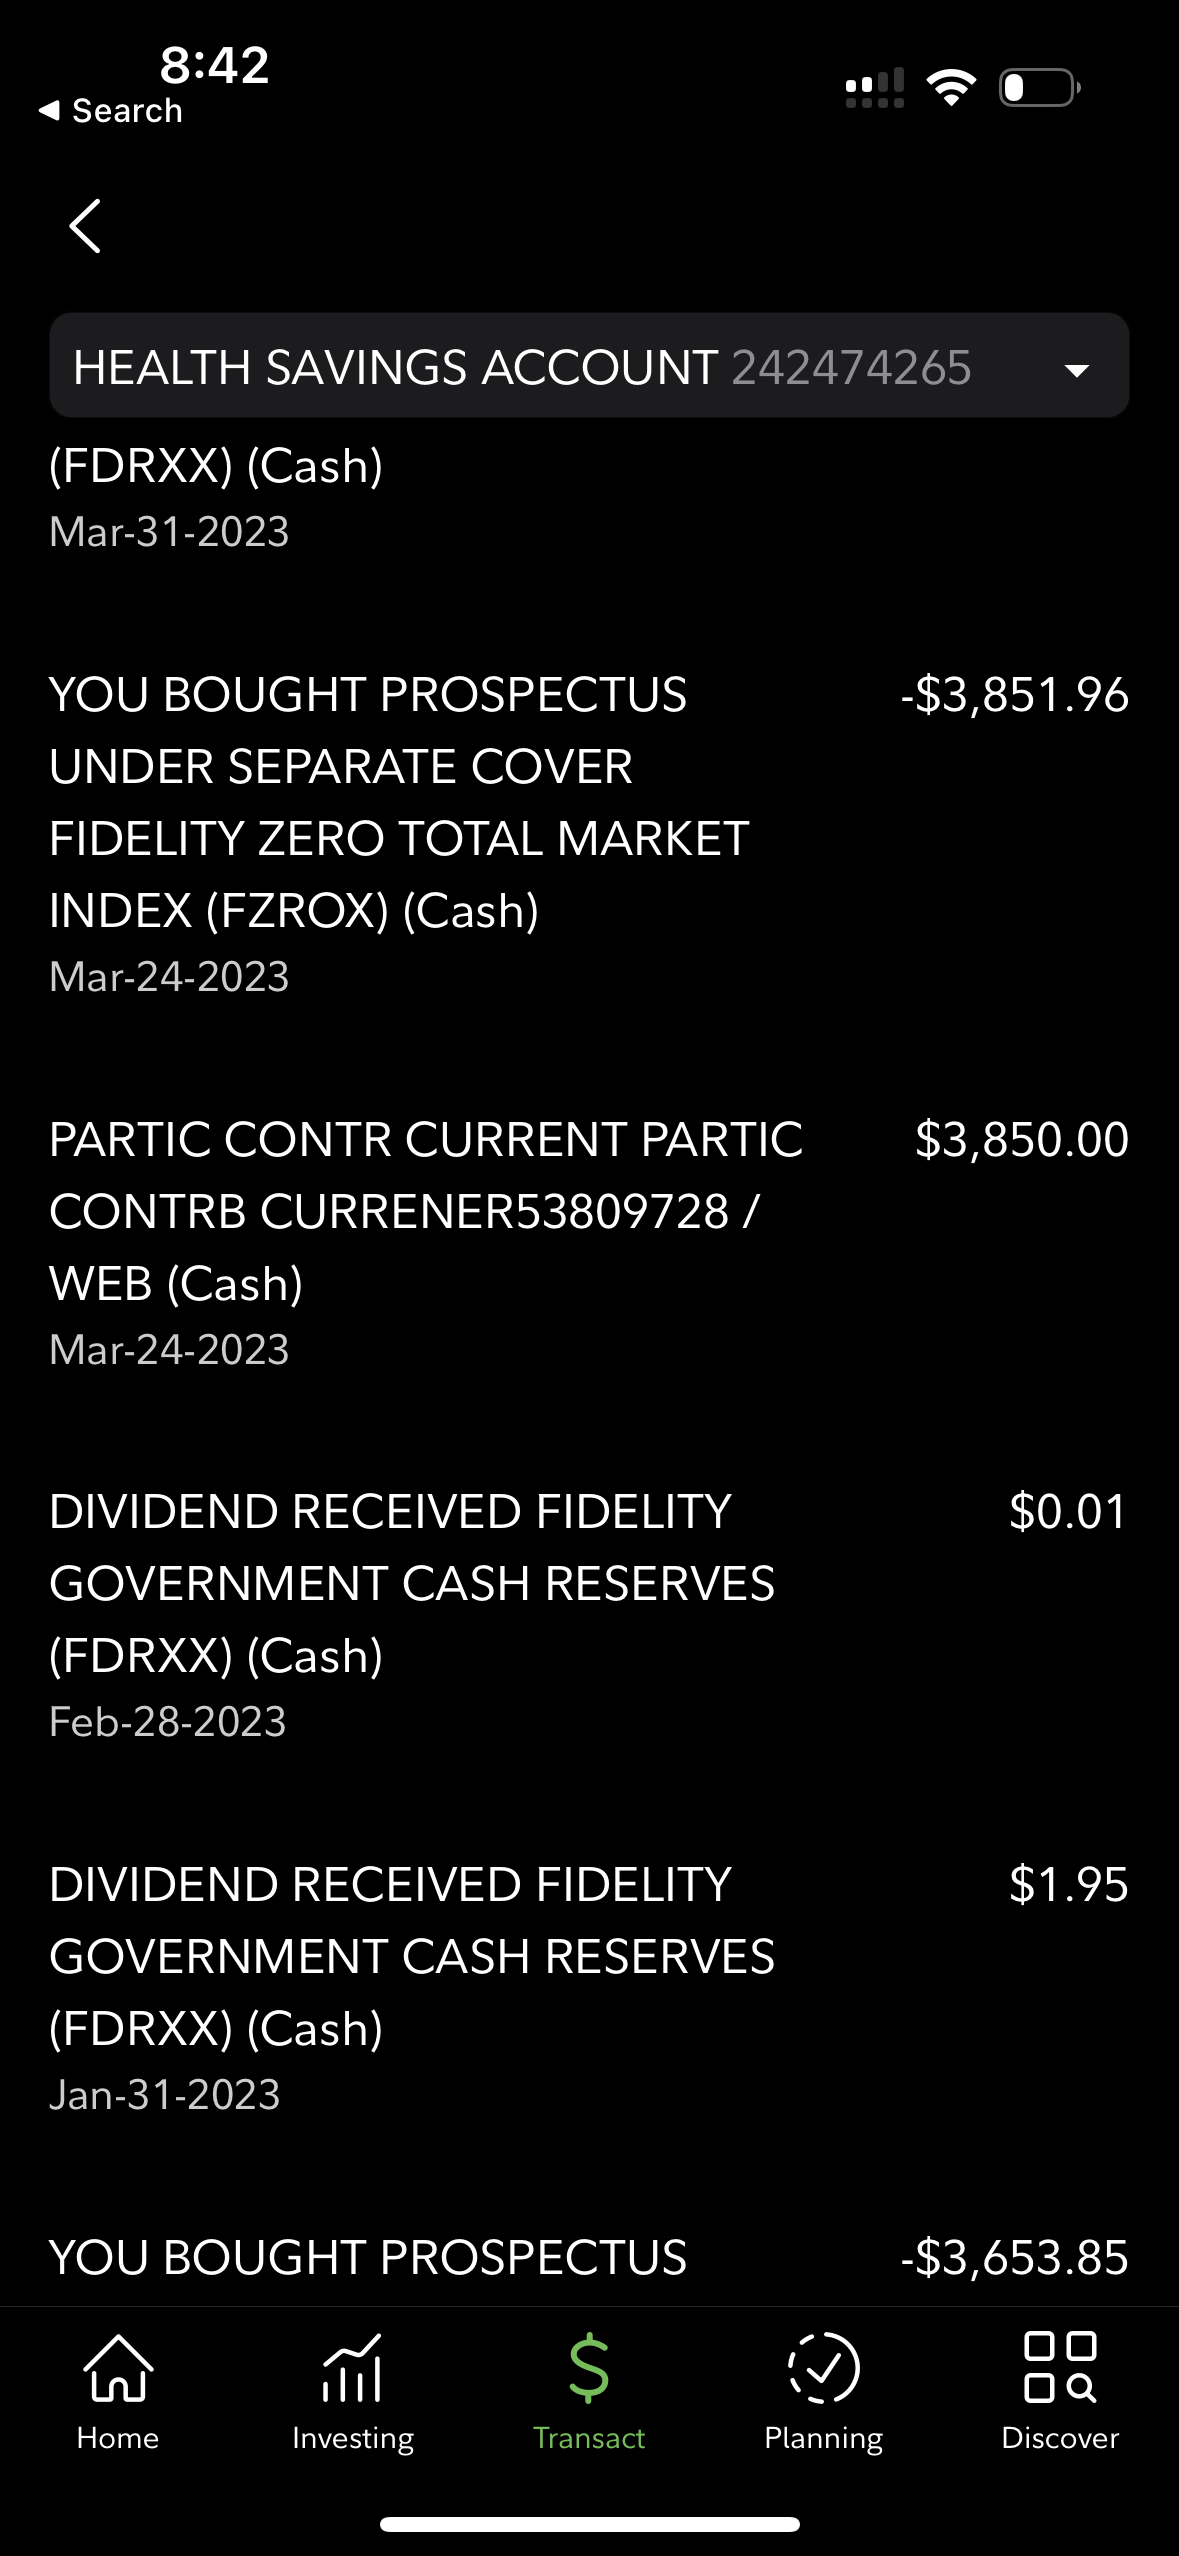 8:42
◀ Search
HEALTH SAVINGS ACCOUNT 242474265
(FDRXX) (Cash)
Mar-31-2023
YOU BOUGHT PROSPECTUS -$3,851.96
UNDER SEPARATE COVER
FIDELITY ZERO TOTAL MARKET
INDEX (FZROX) (Cash)
Mar-24-2023
PARTIC CONTR CURRENT PARTIC $3,850.00
CONTRB CURRENER53809728 /
WEB (Cash)
Mar-24-2023
DIVIDEND RECEIVED FIDELITY $0.01
GOVERNMENT CASH RESERVES
(FDRXX) (Cash)
Feb-28-2023
DIVIDEND RECEIVED FIDELITY $1.95
GOVERNMENT CASH RESERVES
(FDRXX) (Cash)
Jan-31-2023
YOU BOUGHT PROSPECTUS -$3,653.85
Home Investing Transact Planning Discover